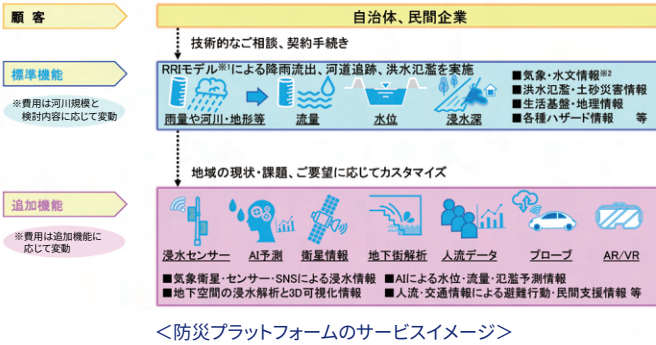 顧 客
自治体、民間企業
技術的なご相談、契約手続き
標準機能
RRIモデル※1による降雨流出、河道追跡、洪水氾濫を実施
※費用は河川規模と
検討内容に応じて変動
雨量や河川・地形等
流量
水位
浸水深
■気象・水文情報※2
■洪水氾濫・土砂災害情報
■生活基盤・地理情報
■各種ハザード情報 等
地域の現状・課題、ご要望に応じてカスタマイズ
追加機能
※費用は追加機能に
応じて変動
浸水センサー
AI予測
衛星情報
地下街解析
人流データ
プローブ
AR/VR
■気象衛星・センサー・SNSによる浸水情報 ■AIによる水位・流量・氾濫予測情報
■地下空間の浸水解析と3D可視化情報 ■人流・交通情報による避難行動・民間支援情報 等
＜防災プラットフォームのサービスイメージ＞